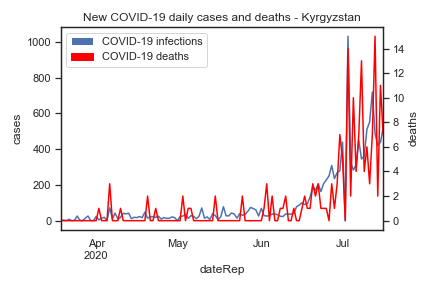 New COVID-19 daily cases and deaths - Kyrgyzstan
COVID-19 infections
COVID-19 deaths
1000
800
600
400
200
0
cases
14
12
10
8
6
4
2
0
deaths
Apr
2020
May
Jun
Jul
dateRep